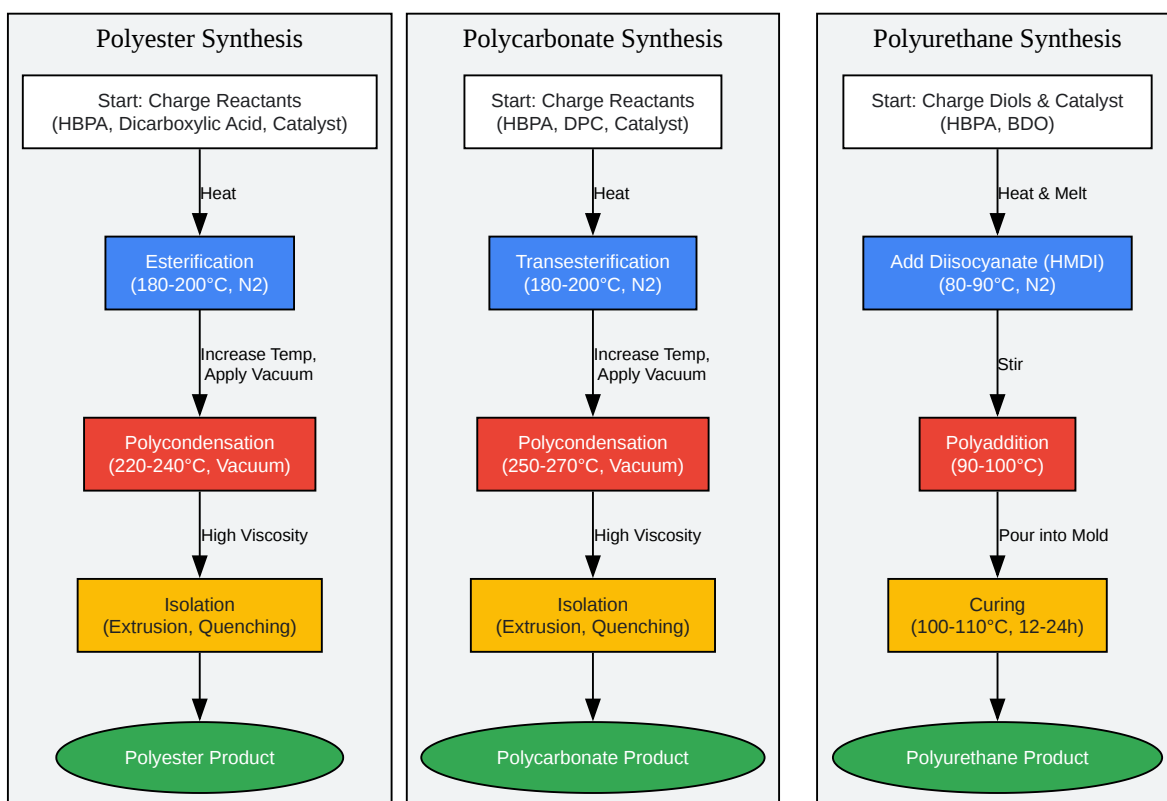 Polyester Synthesis
Start: Charge Reactants
(HBPA, Dicarboxylic Acid, Catalyst)
Heat
Esterification
(180-200°C, N2)
Increase Temp,
Apply Vacuum
Polycondensation
(220-240°C, Vacuum)
High Viscosity
Isolation
(Extrusion, Quenching)
Polyester Product
Polycarbonate Synthesis
Start: Charge Reactants
(HBPA, DPC, Catalyst)
Heat
Transesterification
(180-200°C, N2)
Increase Temp,
Apply Vacuum
Polycondensation
(250-270°C, Vacuum)
High Viscosity
Isolation
(Extrusion, Quenching)
Polycarbonate Product
Polyurethane Synthesis
Start: Charge Diols & Catalyst
(HBPA, BDO)
Heat & Melt
Add Diisocyanate (HMDI)
(80-90°C, N2)
Stir
Polyaddition
(90-100°C)
Pour into Mold
Curing
(100-110°C, 12-24h)
Polyurethane Product